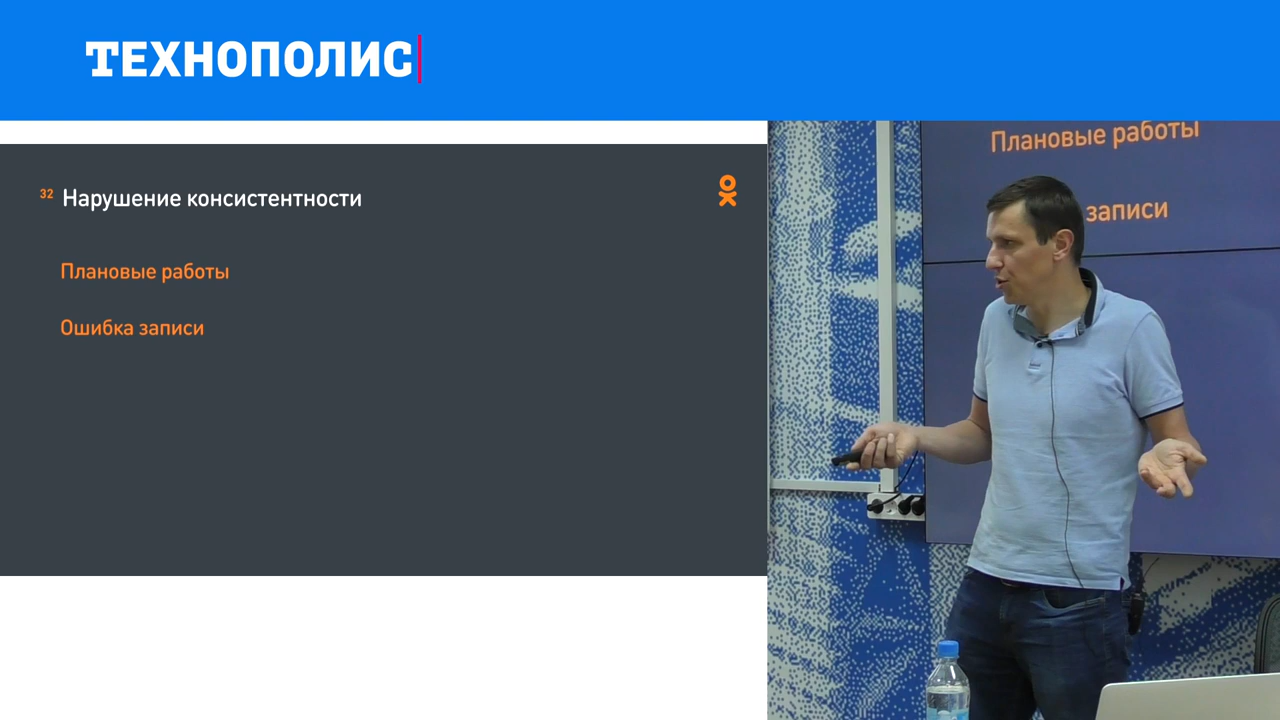 ТЕХНОПОЛИС
32 Нарушение консистентности
Плановые работы
Ошибка записи
Плановые работы
записи